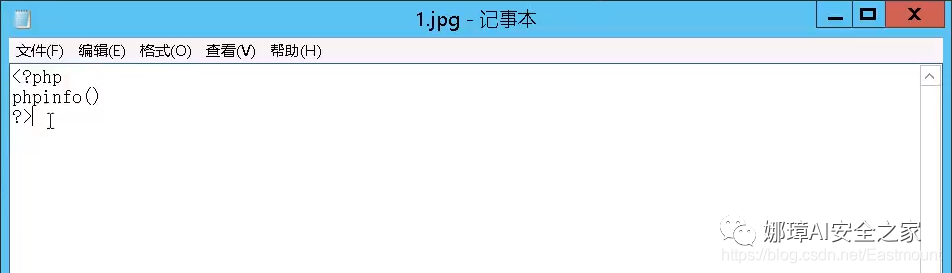 1.jpg - 记事本
文件(F) 编辑(E) 格式(O) 查看(V) 帮助(H)
<?php
phpinfo()
?>
娜璋AI安全之家
https://blog.csdn.net/Eastmount